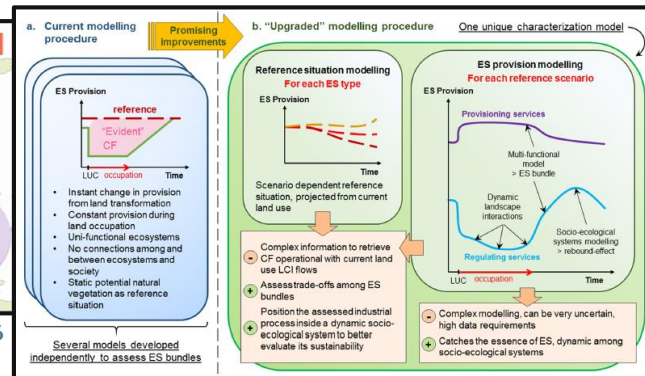 a. Current modelling
procedure
Promising
Improvements
b. “Upgraded” modelling procedure
One unique characterization model
ES Provision
reference
“Evident”
CF
Time
LUC occupation
• Instant change in provision
from land transformation
• Constant provision during
land occupation
• Uni-functional ecosystems
• No connections among and
between ecosystems and
society
• Static potential natural
vegetation as reference
situation
Several models developed
independently to assess ES bundles
Reference situation modelling
For each ES type
ES Provision
Time
Scenario dependent reference
situation, projected from current
land use
- Complex information to retrieve
CF operational with current land
use LCI flows
+ Assess trade-offs among ES
bundles
+ Position the assessed industrial
process inside a dynamic socio-
ecological system to better
evaluate its sustainability
ES provision modelling
For each reference scenario
ES Provision
Provisioning services
Multi-functional
model
> ES bundle
Dynamic
landscape
interactions
Socio-ecological
systems modelling
> rebound-effect
Regulating services
LUC occupation
Time
- Complex modelling, can be very uncertain,
high data requirements
+ Catches the essence of ES, dynamic among
socio-ecological systems